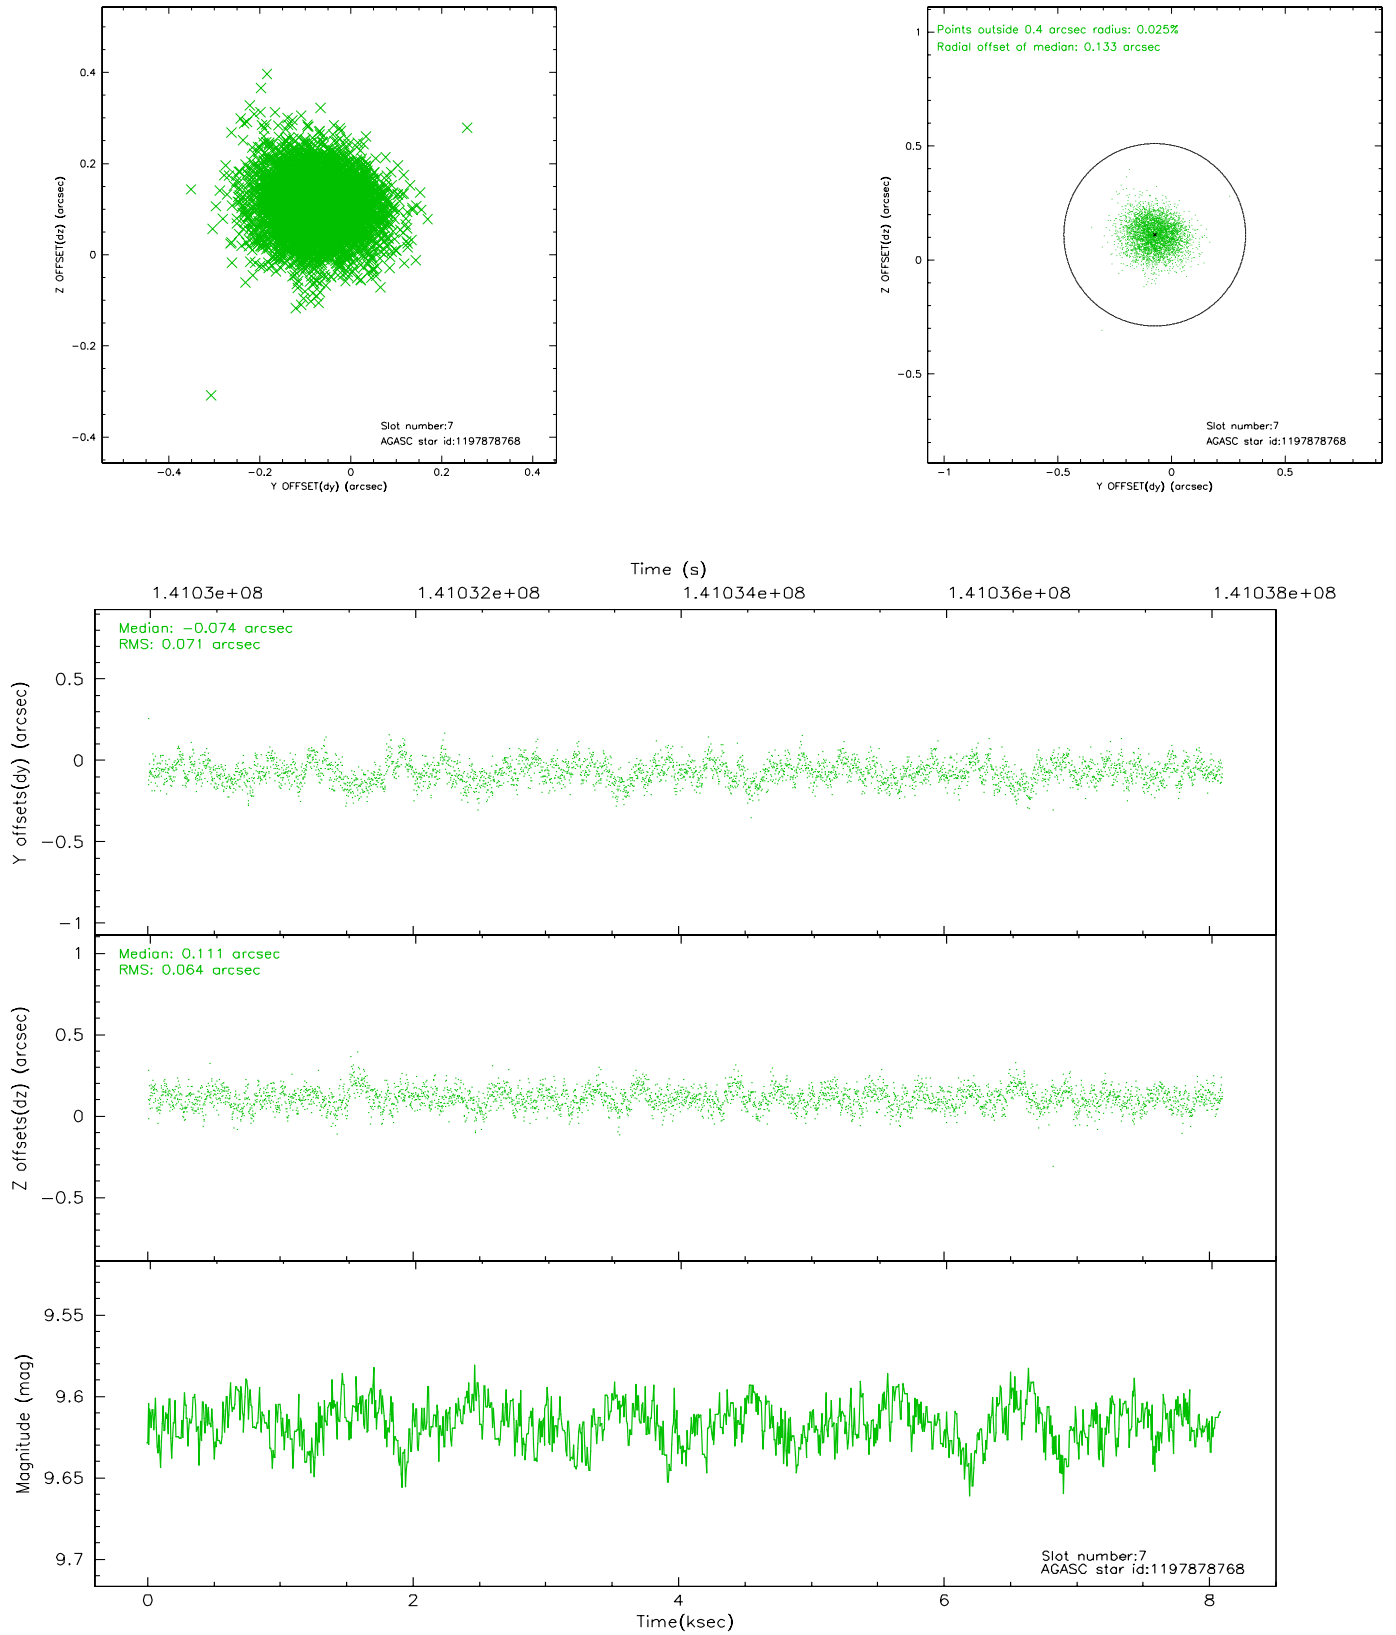 0.4
0.2
0
−0.2
−0.4
Z OFFSET(dz) (arcsec)
−0.4 −0.2 0 0.2 0.4
Y OFFSET(dy) (arcsec)
Slot number:7
AGASC star id:1197878768
Points outside 0.4 arcsec radius: 0.025%
Radial offset of median: 0.133 arcsec
1
0.5
0
−0.5
Z OFFSET(dz) (arcsec)
−1 −0.5 0 0.5
Y OFFSET(dy) (arcsec)
Slot number:7
AGASC star id:1197878768
Time (s)
1.4103e+08 1.41032e+08 1.41034e+08 1.41036e+08 1.41038e+08
Median: −0.074 arcsec
RMS: 0.071 arcsec
0.5
0
−0.5
−1
Y offsets(dy) (arcsec)
Median: 0.111 arcsec
RMS: 0.064 arcsec
1
0.5
0
−0.5
Z offsets(dz) (arcsec)
9.55
9.6
9.65
9.7
Magnitude (mag)
Slot number:7
AGASC star id:1197878768
0 2 4 6 8
Time(ksec)